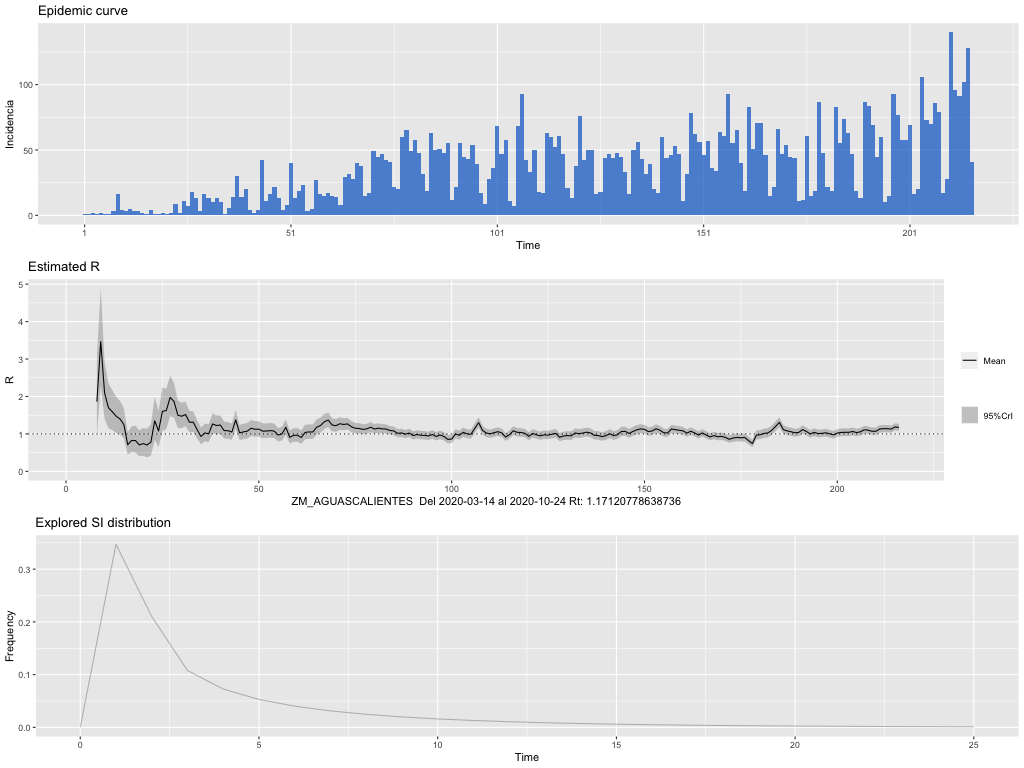 Epidemic curve
Incidencia
100
50
0
1 51 101 151 201
Time
Estimated R
R
5
4
3
2
1
0
0 50 100 150 200
ZM_AGUASCALIENTES Del 2020-03-14 al 2020-10-24 Rt: 1.17120778638736
Mean
95%CrI
Explored SI distribution
Frequency
0.3
0.2
0.1
0.0
0 5 10 15 20 25
Time